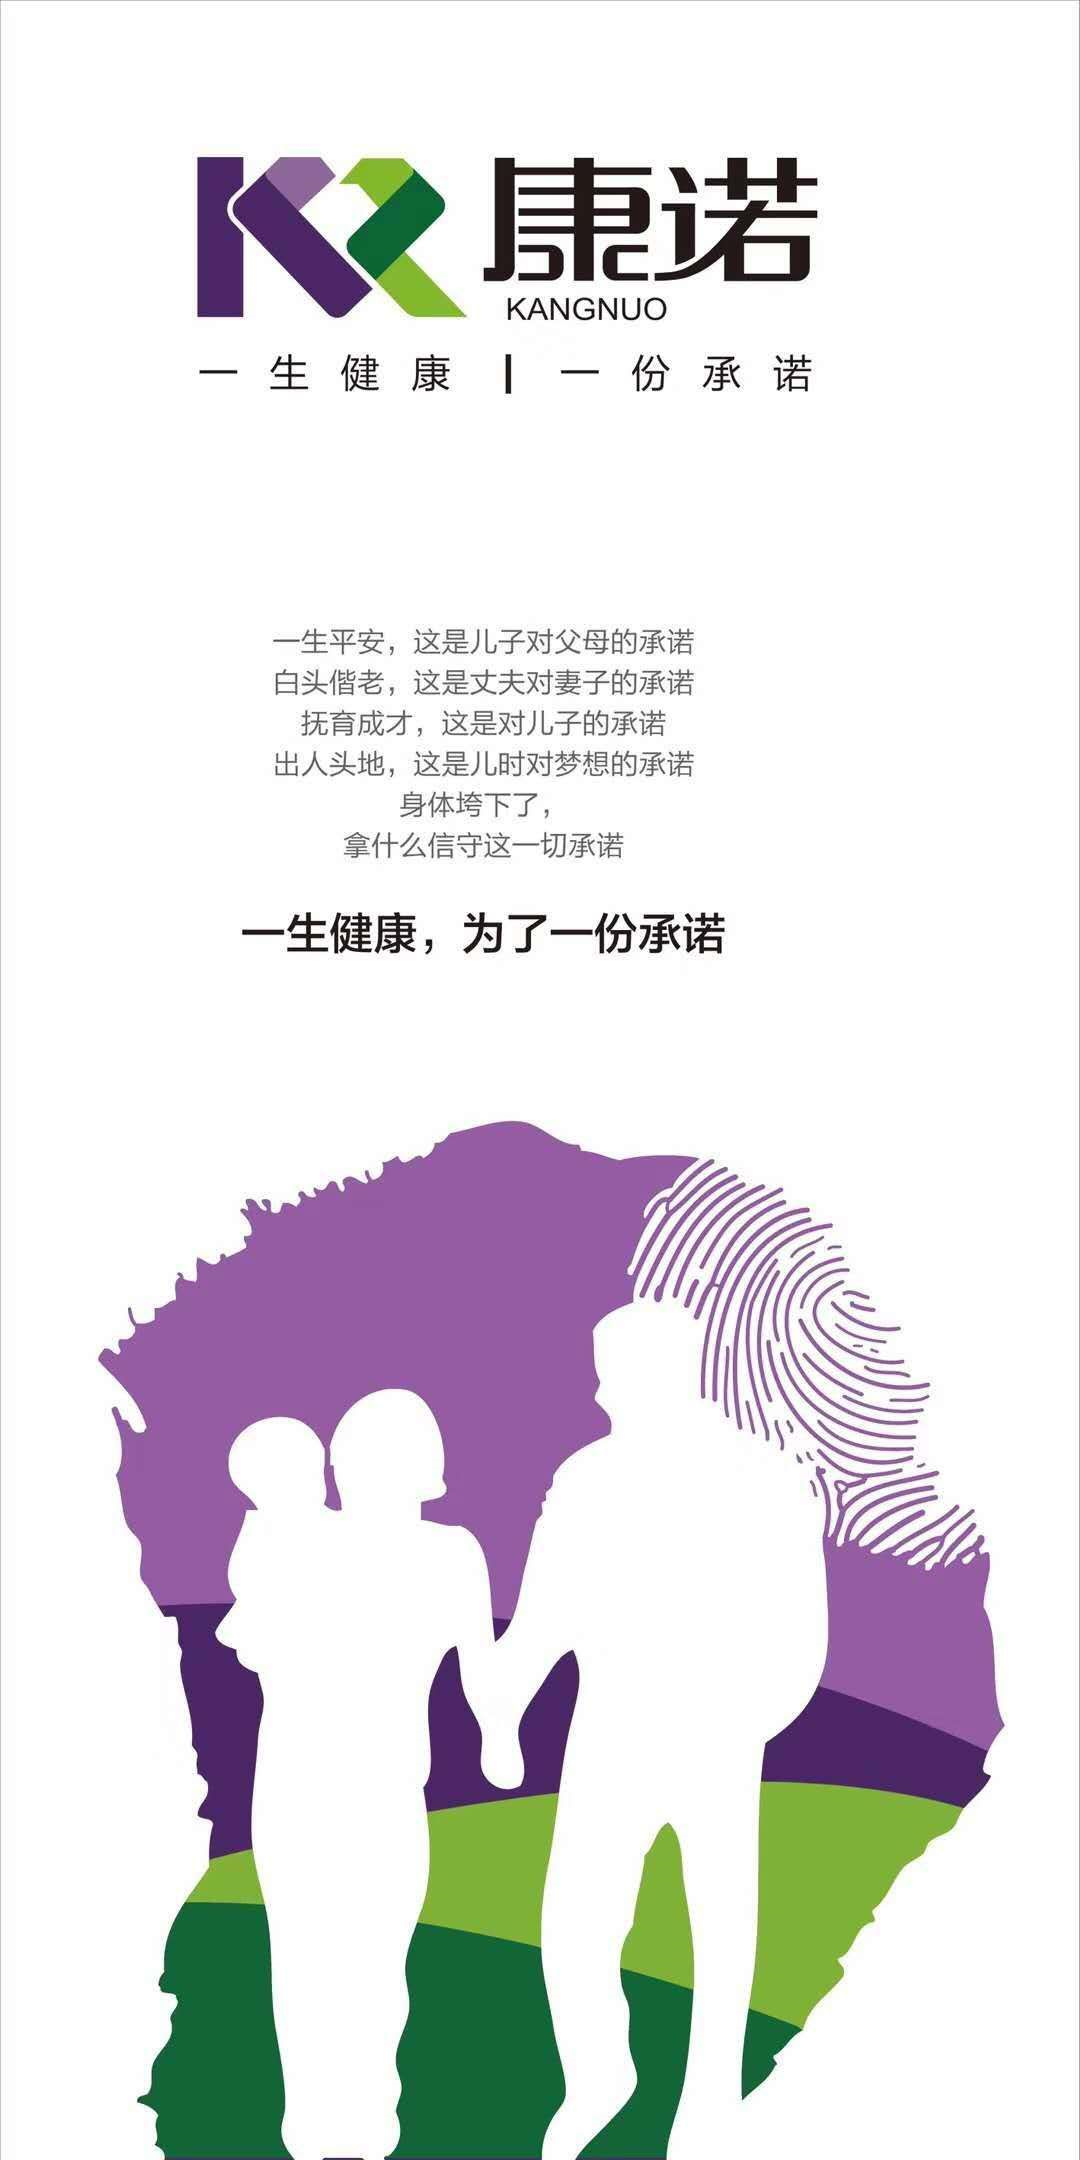 康诺
KANGNUO
一生健康 | 一份承诺
一生平安，这是儿子对父母的承诺
白头偕老，这是丈夫对妻子的承诺
抚育成才，这是对儿子的承诺
出人头地，这是儿时对梦想的承诺
身体垮下了，
拿什么信守这一切承诺
一生健康，为了一份承诺